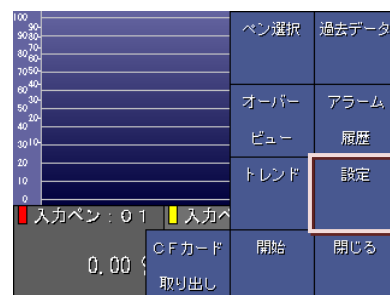 100
90
90 80
80 70
60
70 50
40
60 30
50 20
40
30 10
20
10
0
ペン選択
過去データ
オーバー
ビュー
アラーム
履歴
トレンド
設定
入力ペン:01
入力ペ
0.00
CFカード
取り出し
開始
閉じる